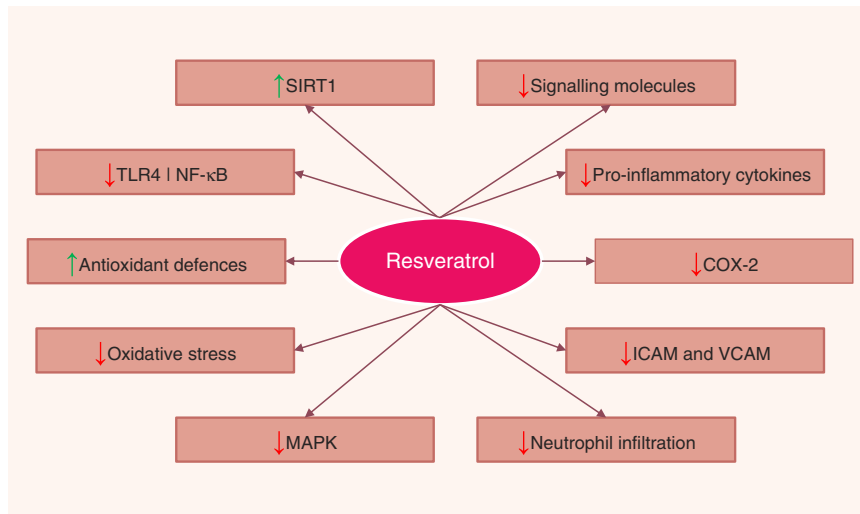 ↑SIRT1
↓Signalling molecules
↓TLR4 | NF-κB
↓Pro-inflammatory cytokines
↑Antioxidant defences
Resveratrol
↓COX-2
↓Oxidative stress
↓ICAM and VCAM
↓MAPK
↓Neutrophil infiltration